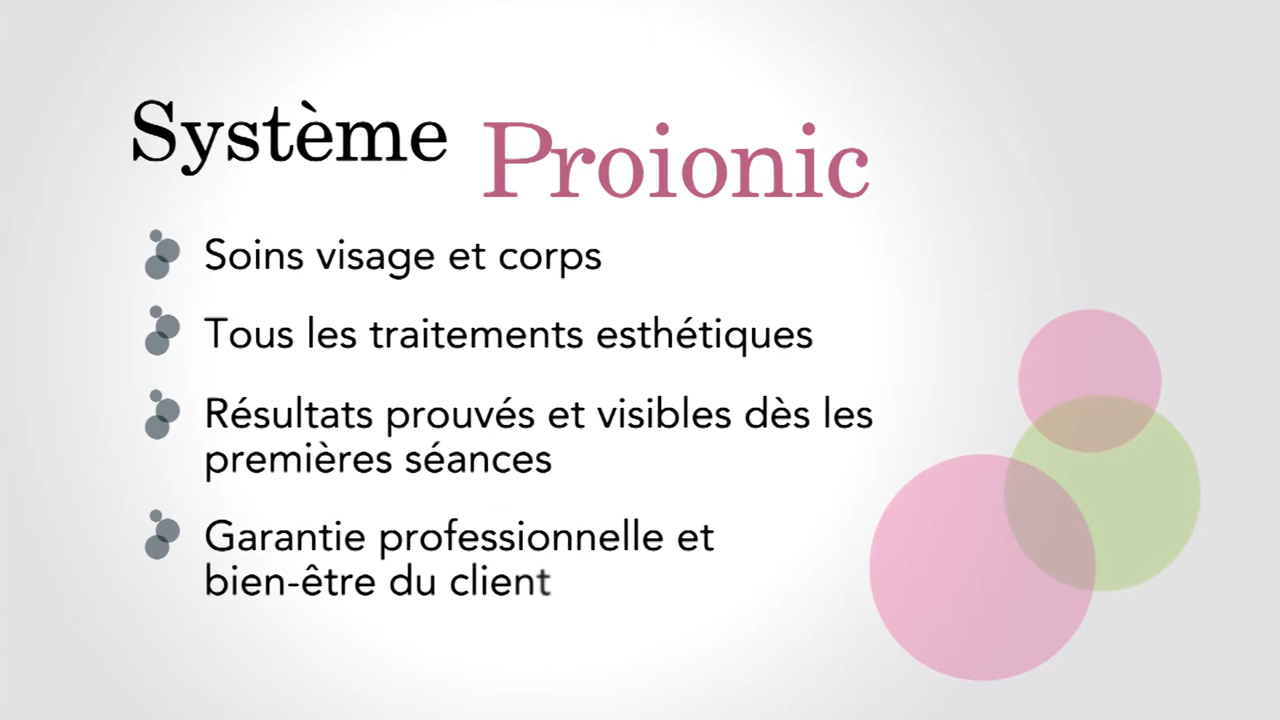 Système Proionic
Soins visage et corps
Tous les traitements esthétiques
Résultats prouvés et visibles dès les
premières séances
Garantie professionnelle et
bien-être du client